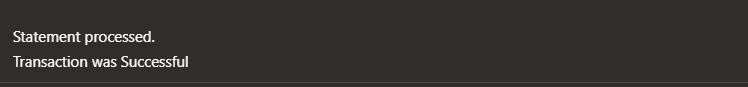 Statement processed.
Transaction was Successful